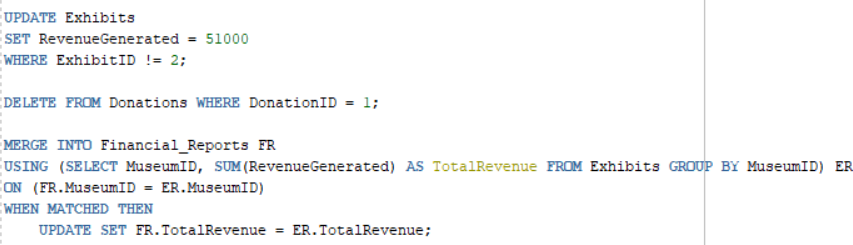 UPDATE Exhibits
SET RevenueGenerated = 51000
WHERE ExhibitID != 2;
DELETE FROM Donations WHERE DonationID = 1;
MERGE INTO Financial_Reports FR
USING (SELECT MuseumID, SUM(RevenueGenerated) AS TotalRevenue FROM Exhibits GROUP BY MuseumID) ER
ON (FR.MuseumID = ER.MuseumID)
WHEN MATCHED THEN
    UPDATE SET FR.TotalRevenue = ER.TotalRevenue;